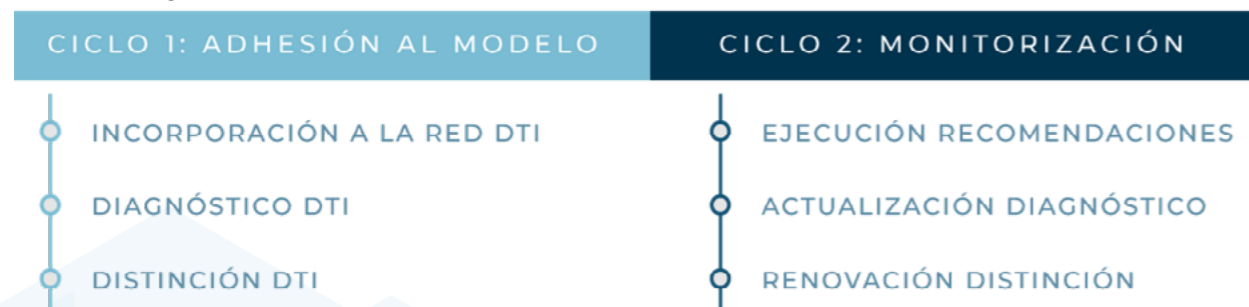 CICLO 1: ADHESIÓN AL MODELO
INCORPORACIÓN A LA RED DTI
DIAGNÓSTICO DTI
DISTINCIÓN DTI
CICLO 2: MONITORIZACIÓN
EJECUCIÓN RECOMENDACIONES
ACTUALIZACIÓN DIAGNÓSTICO
RENOVACIÓN DISTINCIÓN